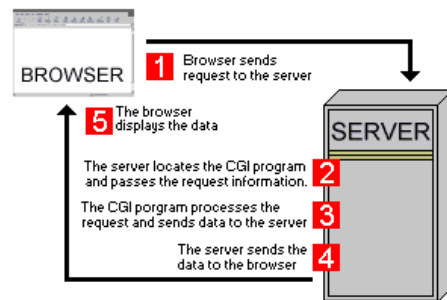 BROWSER
1 Browser sends
request to the server
5 The browser
displays the data
SERVER
The server locates the CGI program
and passes the request information. 2
The CGI porgram processes the
request and sends data to the server 3
The server sends the
data to the browser 4